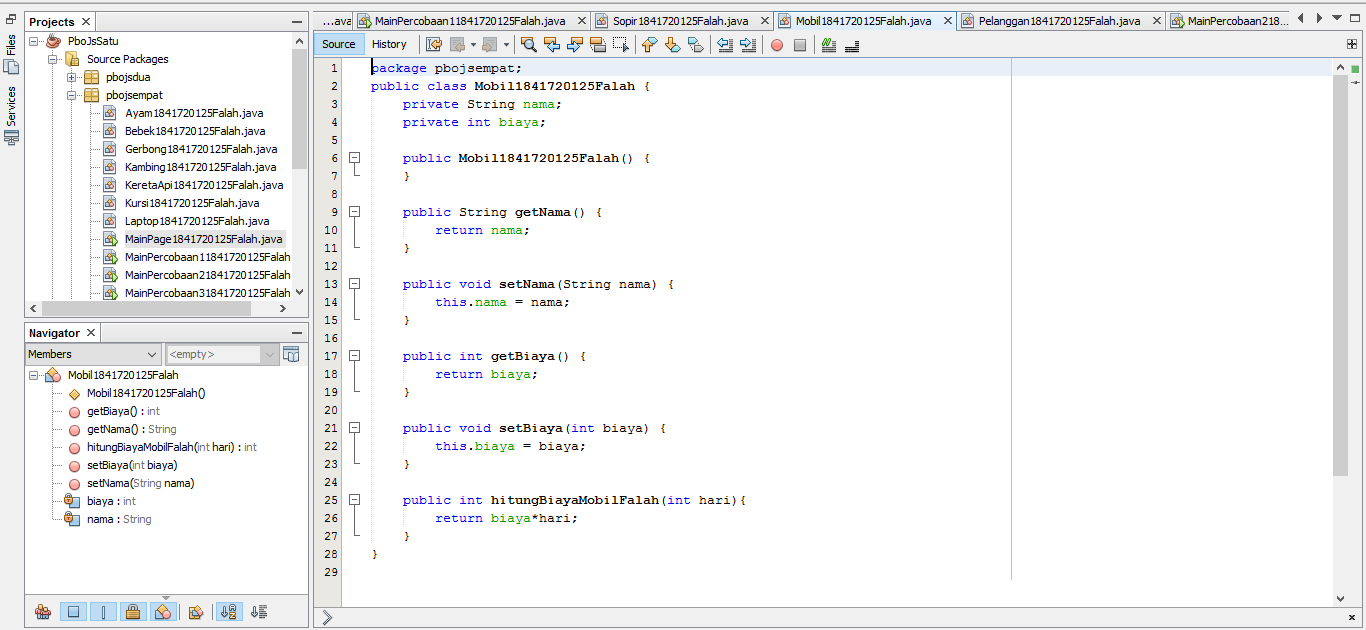 ...ava
MainPercobaan11841720125Falah.java
Sopir1841720125Falah.java
Mobil1841720125Falah.java
Pelanggan1841720125Falah.java
MainPercobaan218...
Files
Services
Projects
PboJsSatu
Source Packages
pbojsdua
pbojsempat
Ayam1841720125Falah.java
Bebek1841720125Falah.java
Gerbong1841720125Falah.java
Kambing1841720125Falah.java
KeretaApi1841720125Falah.java
Kursi1841720125Falah.java
Laptop1841720125Falah.java
MainPage1841720125Falah.java
MainPercobaan11841720125Falah
MainPercobaan21841720125Falah
MainPercobaan31841720125Falah
Navigator
Members
<empty>
Mobil1841720125Falah
Mobil1841720125Falah()
getBiaya() : int
getNama() : String
hitungBiayaMobilFalah(int hari) : int
setBiaya(int biaya)
setNama(String nama)
biaya : int
nama : String
Source History
1 package pbojsempat;
2 public class Mobil1841720125Falah {
3 private String nama;
4 private int biaya;
5
6 public Mobil1841720125Falah() {
7 }
8
9 public String getNama() {
10 return nama;
11 }
12
13 public void setNama(String nama) {
14 this.nama = nama;
15 }
16
17 public int getBiaya() {
18 return biaya;
19 }
20
21 public void setBiaya(int biaya) {
22 this.biaya = biaya;
23 }
24
25 public int hitungBiayaMobilFalah(int hari){
26 return biaya*hari;
27 }
28 }
29